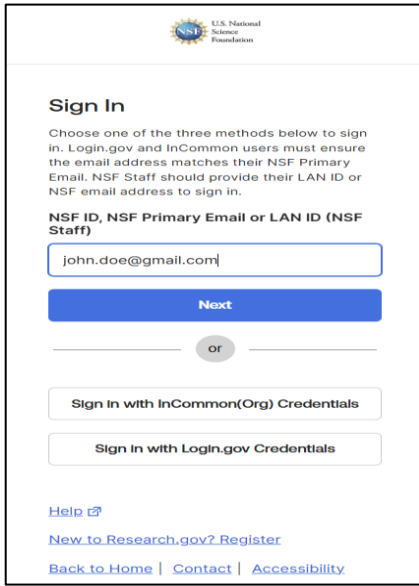 NSF
U.S. National
Science
Foundation
Sign In
Choose one of the three methods below to sign
in. Login.gov and InCommon users must ensure
the email address matches their NSF Primary
Email. NSF Staff should provide their LAN ID or
NSF email address to sign in.
NSF ID, NSF Primary Email or LAN ID (NSF
Staff)
john.doe@gmail.com
Next
or
Sign in with InCommon(Org) Credentials
Sign in with Login.gov Credentials
Help
New to Research.gov? Register
Back to Home | Contact | Accessibility